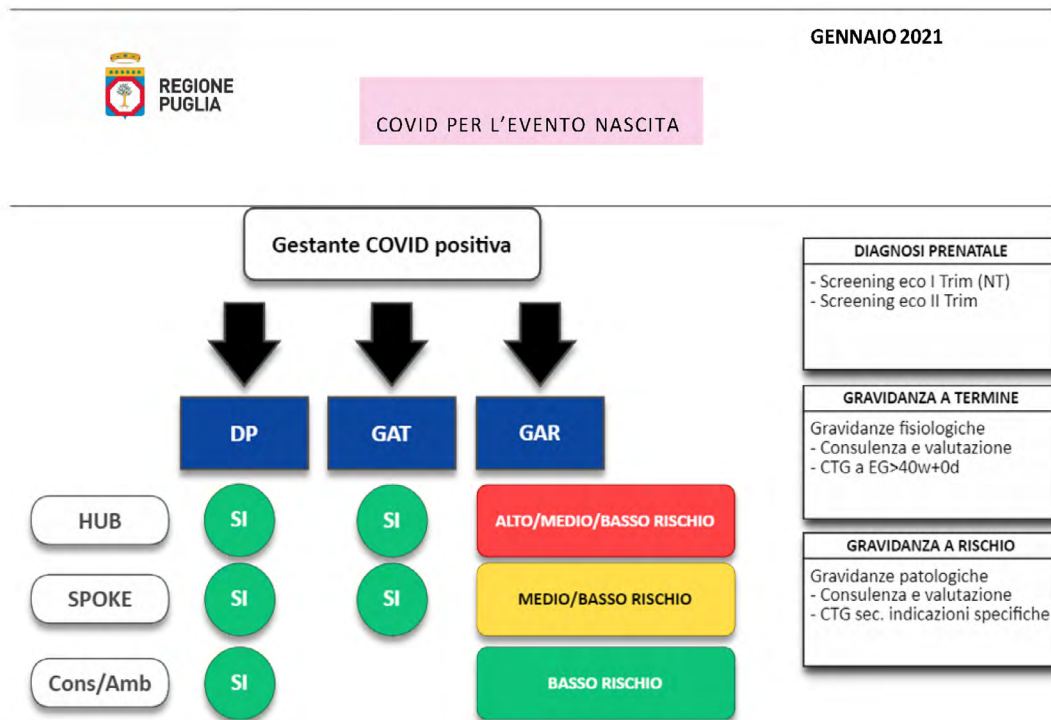 GENNAIO 2021
REGIONE
PUGLIA
COVID PER L'EVENTO NASCITA
Gestante COVID positiva
DP
GAT
GAR
HUB
SI
SI
ALTO/MEDIO/BASSO RISCHIO
SPOKE
SI
SI
MEDIO/BASSO RISCHIO
Cons/Amb
SI
BASSO RISCHIO
DIAGNOSI PRENATALE
- Screening eco I Trim (NT)
- Screening eco II Trim
GRAVIDANZA A TERMINE
Gravidanze fisiologiche
- Consulenza e valutazione
- CTG a EG>40w+0d
GRAVIDANZA A RISCHIO
Gravidanze patologiche
- Consulenza e valutazione
- CTG sec. indicazioni specifiche